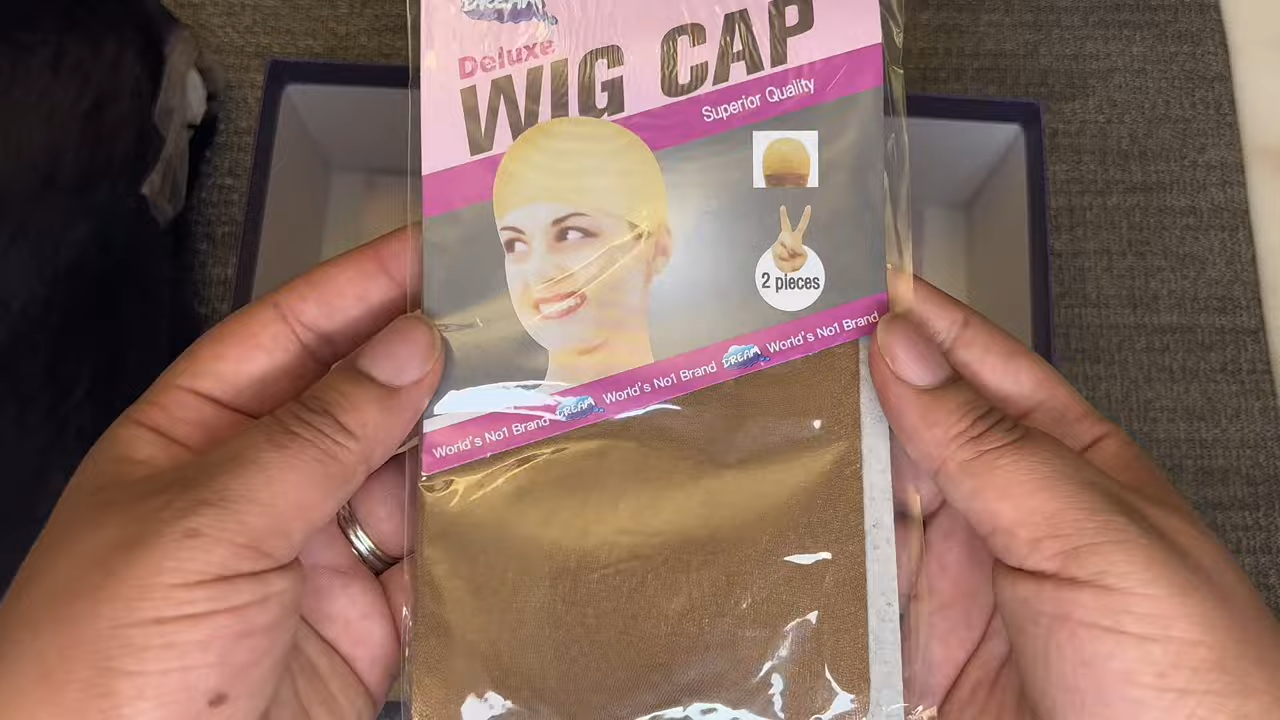 DREAM
Deluxe
WIG CAP
Superior Quality
2 pieces
World's No1 Brand DREAM World's No1 Brand DREAM World's No1 Brand